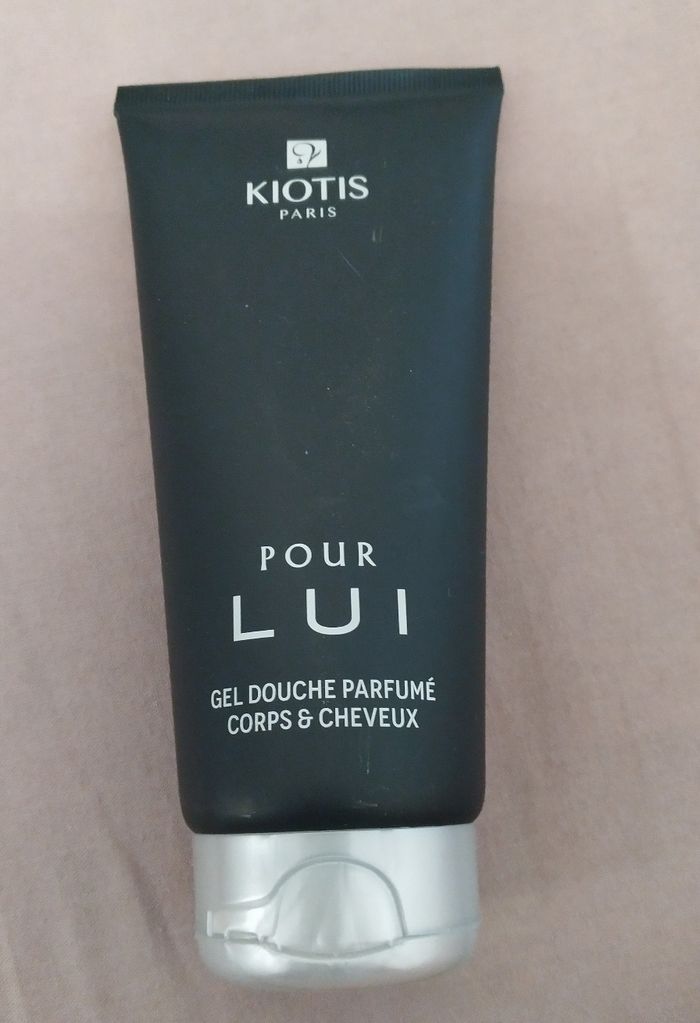 KIOTIS
PARIS
POUR
LUI
GEL DOUCHE PARFUMÉ
CORPS & CHEVEUX